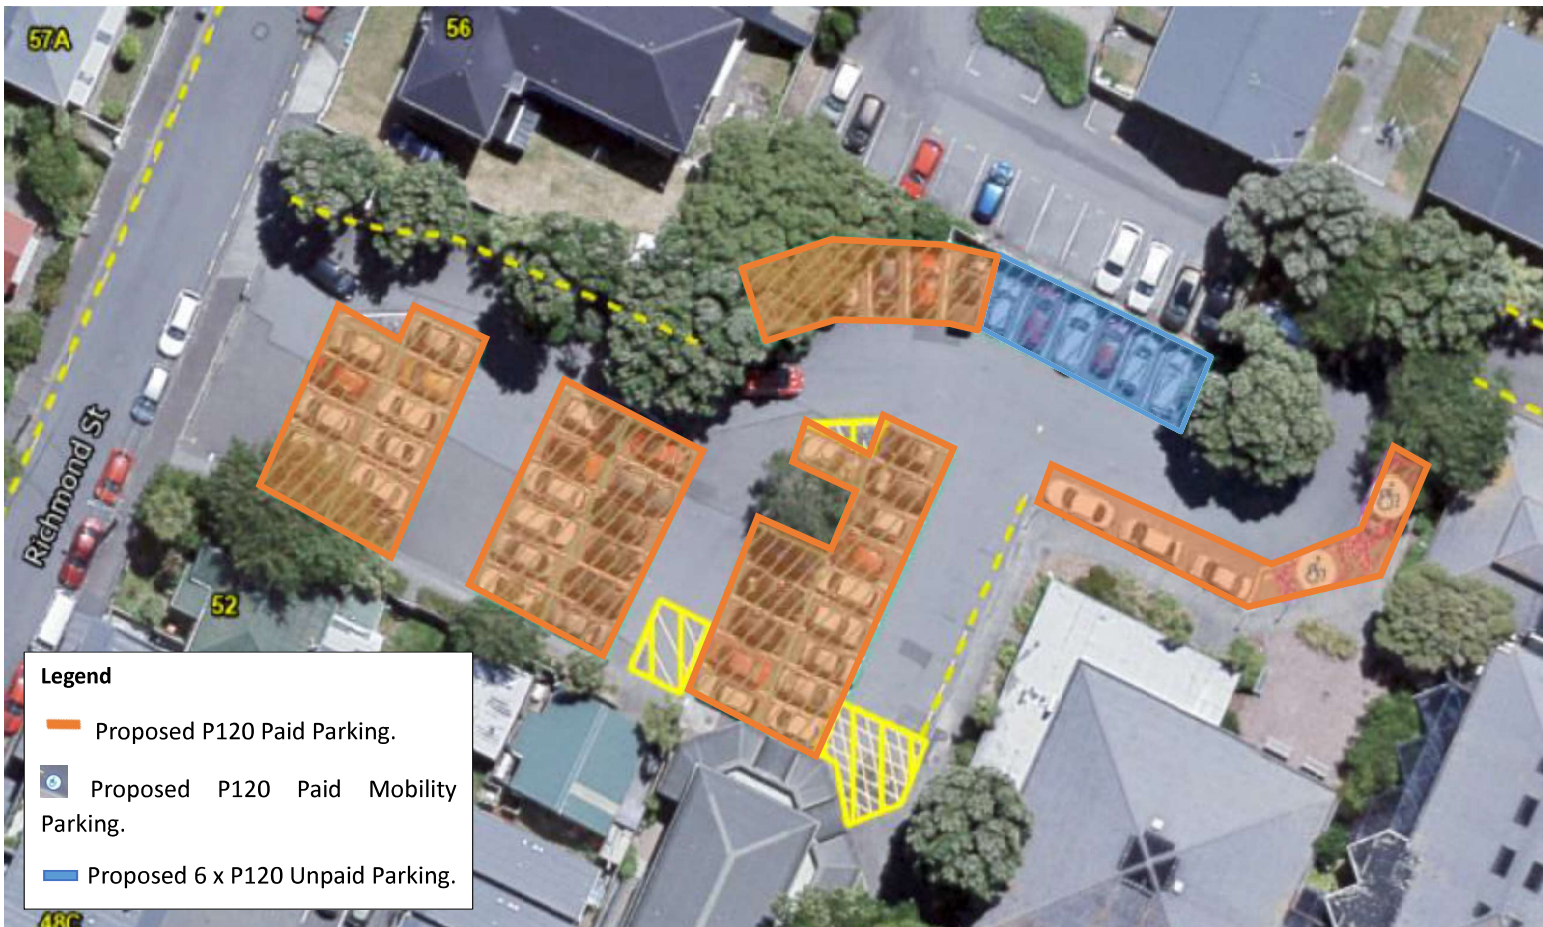 57A
56
Richmond St
52
Legend
Proposed P120 Paid Parking.
Proposed P120 Paid Mobility
Parking.
Proposed 6 x P120 Unpaid Parking.
48C